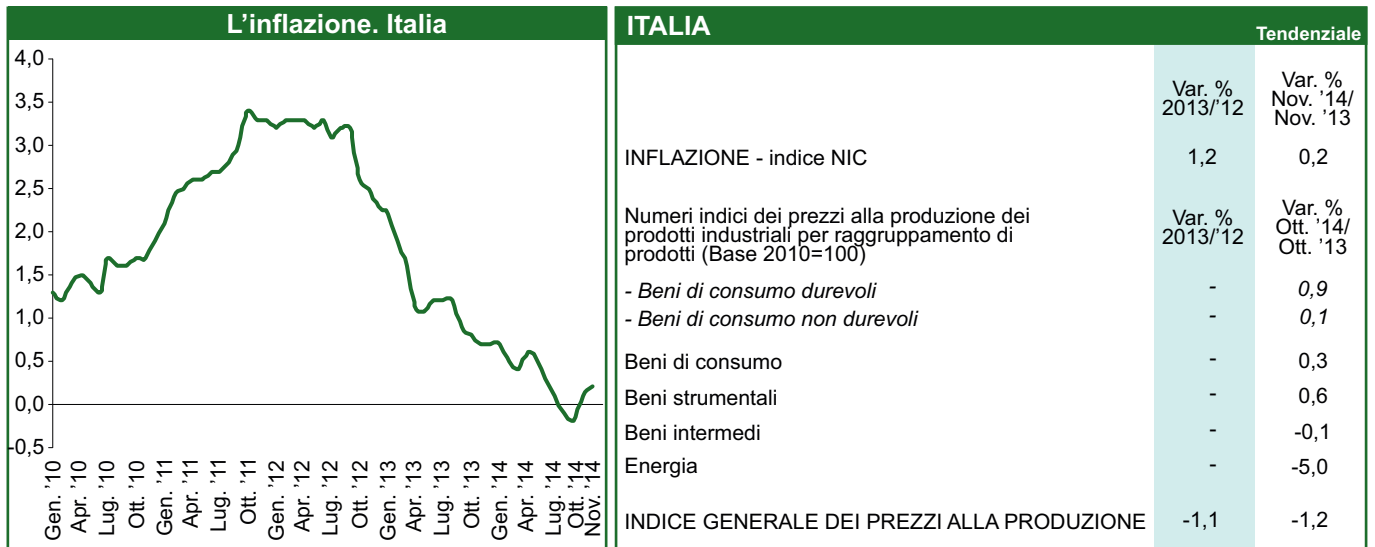 L’inflazione. Italia
4,0
3,5
3,0
2,5
2,0
1,5
1,0
0,5
0,0
-0,5
Gen. ’10
Apr. ’10
Lug. ’10
Ott. ’10
Gen. ’11
Apr. ’11
Lug. ’11
Ott. ’11
Gen. ’12
Apr. ’12
Lug. ’12
Ott. ’12
Gen. ’13
Apr. ’13
Lug. ’13
Ott. ’13
Gen. ’14
Apr. ’14
Lug. ’14
Ott. ’14
Nov. ’14
ITALIA
Tendenziale
Var. %
2013/’12
Var. %
Nov. ’14/
Nov. ’13
INFLAZIONE - indice NIC 1,2 0,2
Numeri indici dei prezzi alla produzione dei
prodotti industriali per raggruppamento di
prodotti (Base 2010=100)
Var. %
2013/’12
Var. %
Ott. ’14/
Ott. ’13
- Beni di consumo durevoli - 0,9
- Beni di consumo non durevoli - 0,1
Beni di consumo - 0,3
Beni strumentali - 0,6
Beni intermedi - -0,1
Energia - -5,0
INDICE GENERALE DEI PREZZI ALLA PRODUZIONE -1,1 -1,2